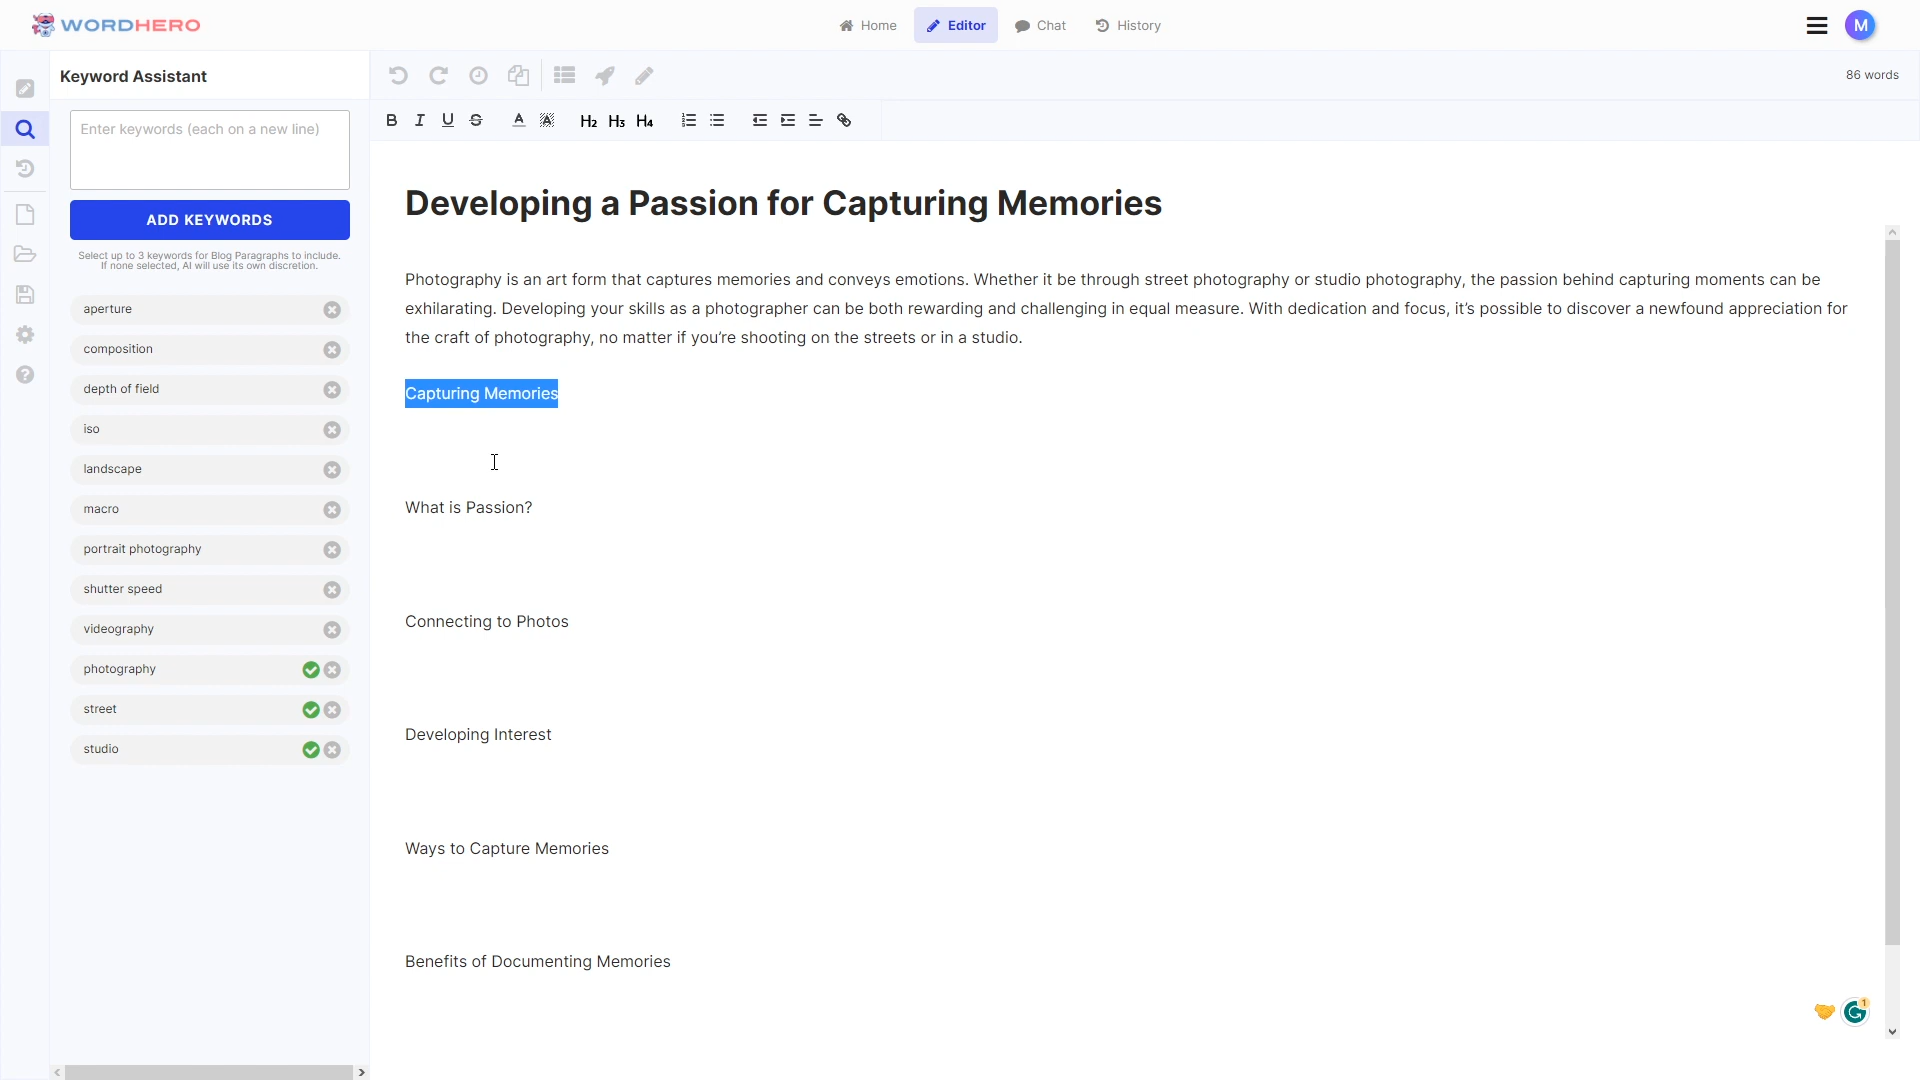 WORDHERO
Home
Editor
Chat
History
M
Keyword Assistant
86 words
Enter keywords (each on a new line)
ADD KEYWORDS
Select up to 3 keywords for Blog Paragraphs to include.
If none selected, AI will use its own discretion.
aperture
composition
depth of field
iso
landscape
macro
portrait photography
shutter speed
videography
photography
street
studio
B I U S A A H2 H3 H4
Developing a Passion for Capturing Memories
Photography is an art form that captures memories and conveys emotions. Whether it be through street photography or studio photography, the passion behind capturing moments can be
exhilarating. Developing your skills as a photographer can be both rewarding and challenging in equal measure. With dedication and focus, it’s possible to discover a newfound appreciation for
the craft of photography, no matter if you’re shooting on the streets or in a studio.
Capturing Memories
What is Passion?
Connecting to Photos
Developing Interest
Ways to Capture Memories
Benefits of Documenting Memories
1